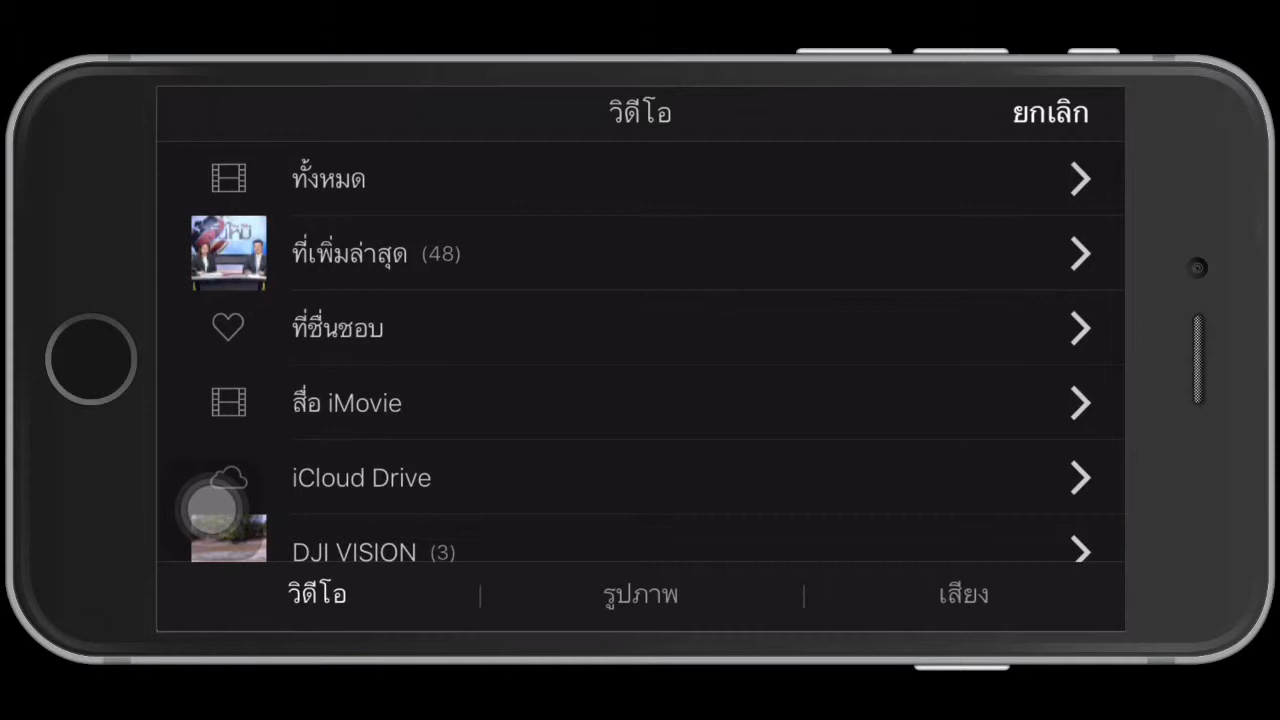 วิดีโอ
ยกเลิก
ทั้งหมด
ที่เพิ่มล่าสุด (48)
ที่ชื่นชอบ
สื่อ iMovie
iCloud Drive
DJI VISION (3)
วิดีโอ
รูปภาพ
เสียง